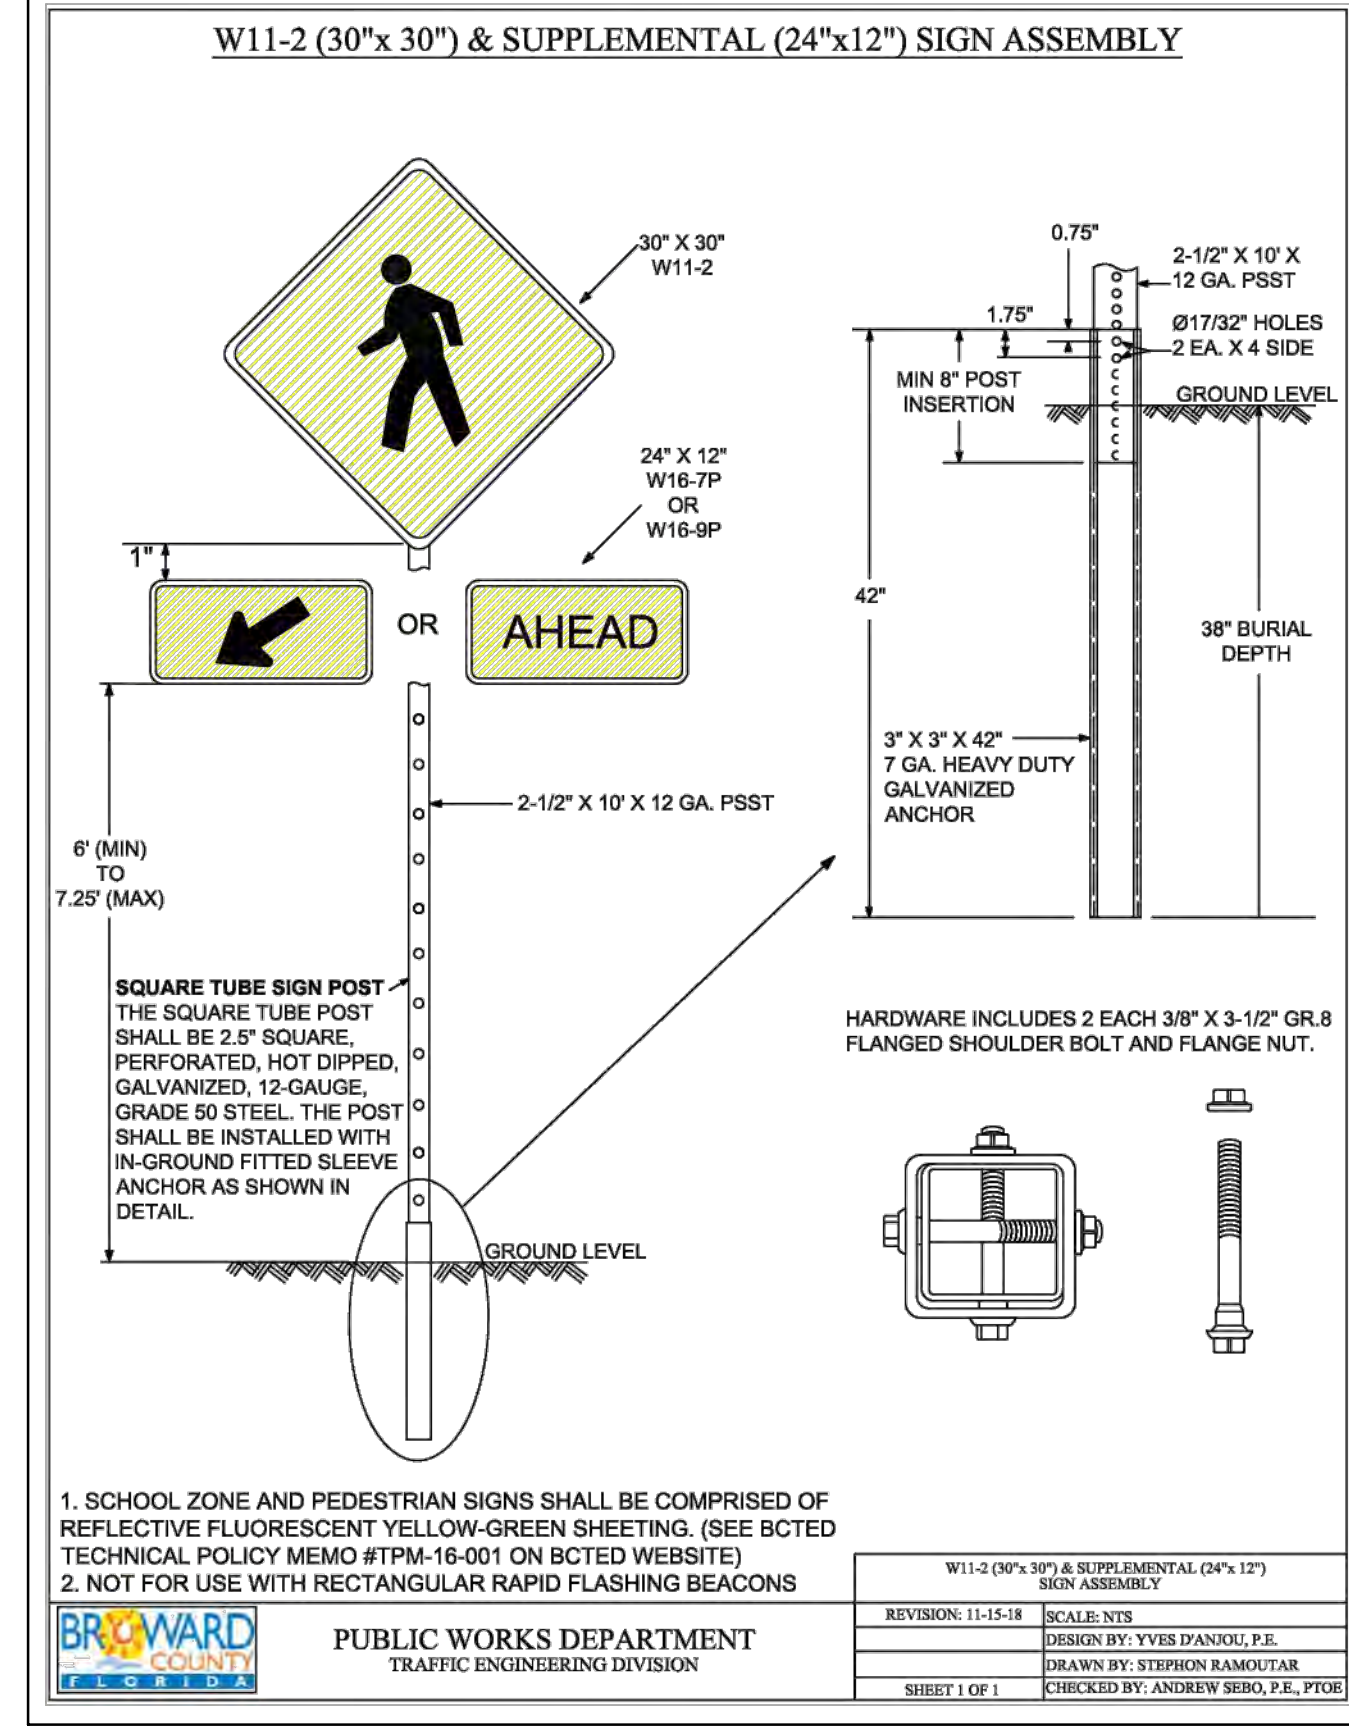 W11-2 (30"x 30") & SUPPLEMENTAL (24"x12") SIGN ASSEMBLY
30" X 30"
W11-2
24" X 12"
W16-7P
OR
W16-9P
1"
OR
AHEAD
2-1/2" X 10' X 12 GA. PSST
6' (MIN)
TO
7.25' (MAX)
SQUARE TUBE SIGN POST
THE SQUARE TUBE POST
SHALL BE 2.5" SQUARE,
PERFORATED, HOT DIPPED,
GALVANIZED, 12-GAUGE,
GRADE 50 STEEL. THE POST
SHALL BE INSTALLED WITH
IN-GROUND FITTED SLEEVE
ANCHOR AS SHOWN IN
DETAIL.
GROUND LEVEL
0.75"
2-1/2" X 10' X
12 GA. PSST
1.75"
Ø17/32" HOLES
2 EA. X 4 SIDE
MIN 8" POST
INSERTION
GROUND LEVEL
42"
38" BURIAL
DEPTH
3" X 3" X 42"
7 GA. HEAVY DUTY
GALVANIZED
ANCHOR
HARDWARE INCLUDES 2 EACH 3/8" X 3-1/2" GR.8
FLANGED SHOULDER BOLT AND FLANGE NUT.
1. SCHOOL ZONE AND PEDESTRIAN SIGNS SHALL BE COMPRISED OF
REFLECTIVE FLUORESCENT YELLOW-GREEN SHEETING. (SEE BCTED
TECHNICAL POLICY MEMO #TPM-16-001 ON BCTED WEBSITE)
2. NOT FOR USE WITH RECTANGULAR RAPID FLASHING BEACONS
BROWARD
COUNTY
FLORIDA
PUBLIC WORKS DEPARTMENT
TRAFFIC ENGINEERING DIVISION
W11-2 (30"x 30") & SUPPLEMENTAL (24"x 12")
SIGN ASSEMBLY
REVISION: 11-15-18
SCALE: NTS
DESIGN BY: YVES D'ANJOU, P.E.
DRAWN BY: STEPHON RAMOUTAR
SHEET 1 OF 1
CHECKED BY: ANDREW SEBO, P.E., PTOE